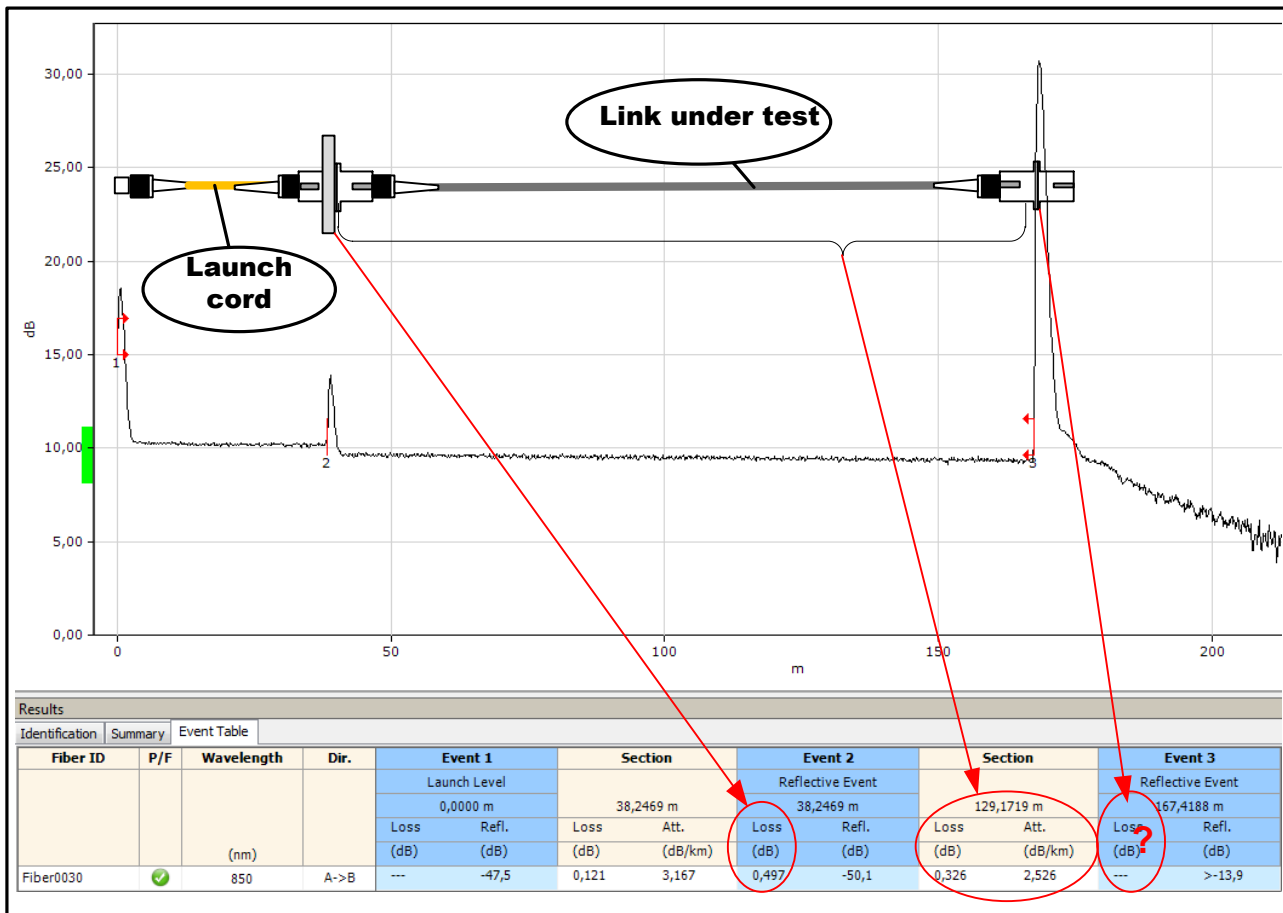 30,00
25,00
20,00
15,00
10,00
5,00
0,00
dB
Link under test
Launch
cord
1
2
3
0
50
100
150
200
m
Results
Identification Summary Event Table
Fiber ID P/F Wavelength Dir. Event 1 Section Event 2 Section Event 3
Launch Level Reflective Event Reflective Event
0,0000 m 38,2469 m 38,2469 m 129,1719 m 167,4188 m
Loss Refl. Loss Att. Loss Refl. Loss Att. Loss Refl.
(nm) (dB) (dB) (dB) (dB/km) (dB) (dB) (dB) (dB/km) (dB) (dB)
?
Fiber0030 850 A->B --- -47,5 0,121 3,167 0,497 -50,1 0,326 2,526 --- >-13,9